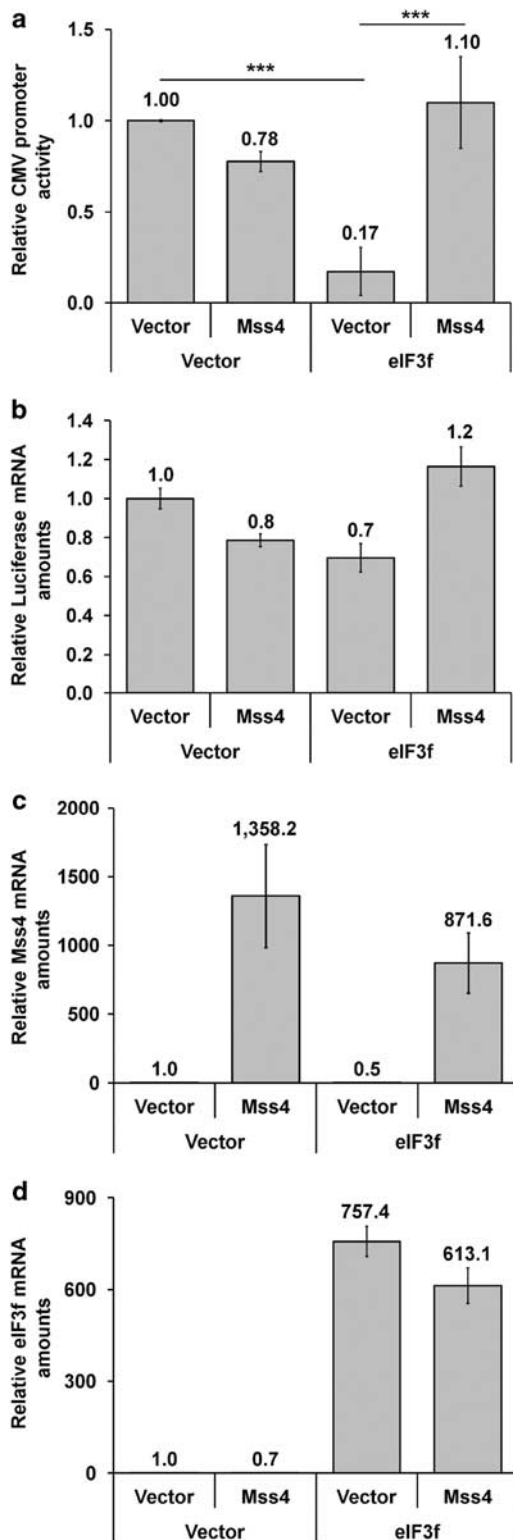 a
***
***
1.5
1.0
0.5
0.0
Relative CMV promoter
activity
1.00
0.78
0.17
1.10
Vector Mss4 Vector Mss4
Vector eIF3f
b
1.4
1.2
1.0
0.8
0.6
0.4
0.2
0.0
Relative Luciferase mRNA
amounts
1.0
0.8
0.7
1.2
Vector Mss4 Vector Mss4
Vector eIF3f
c
2000
1500
1000
500
0
Relative Mss4 mRNA
amounts
1.0
1,358.2
0.5
871.6
Vector Mss4 Vector Mss4
Vector eIF3f
d
900
600
300
0
Relative eIF3f mRNA
amounts
1.0
0.7
757.4
613.1
Vector Mss4 Vector Mss4
Vector eIF3f